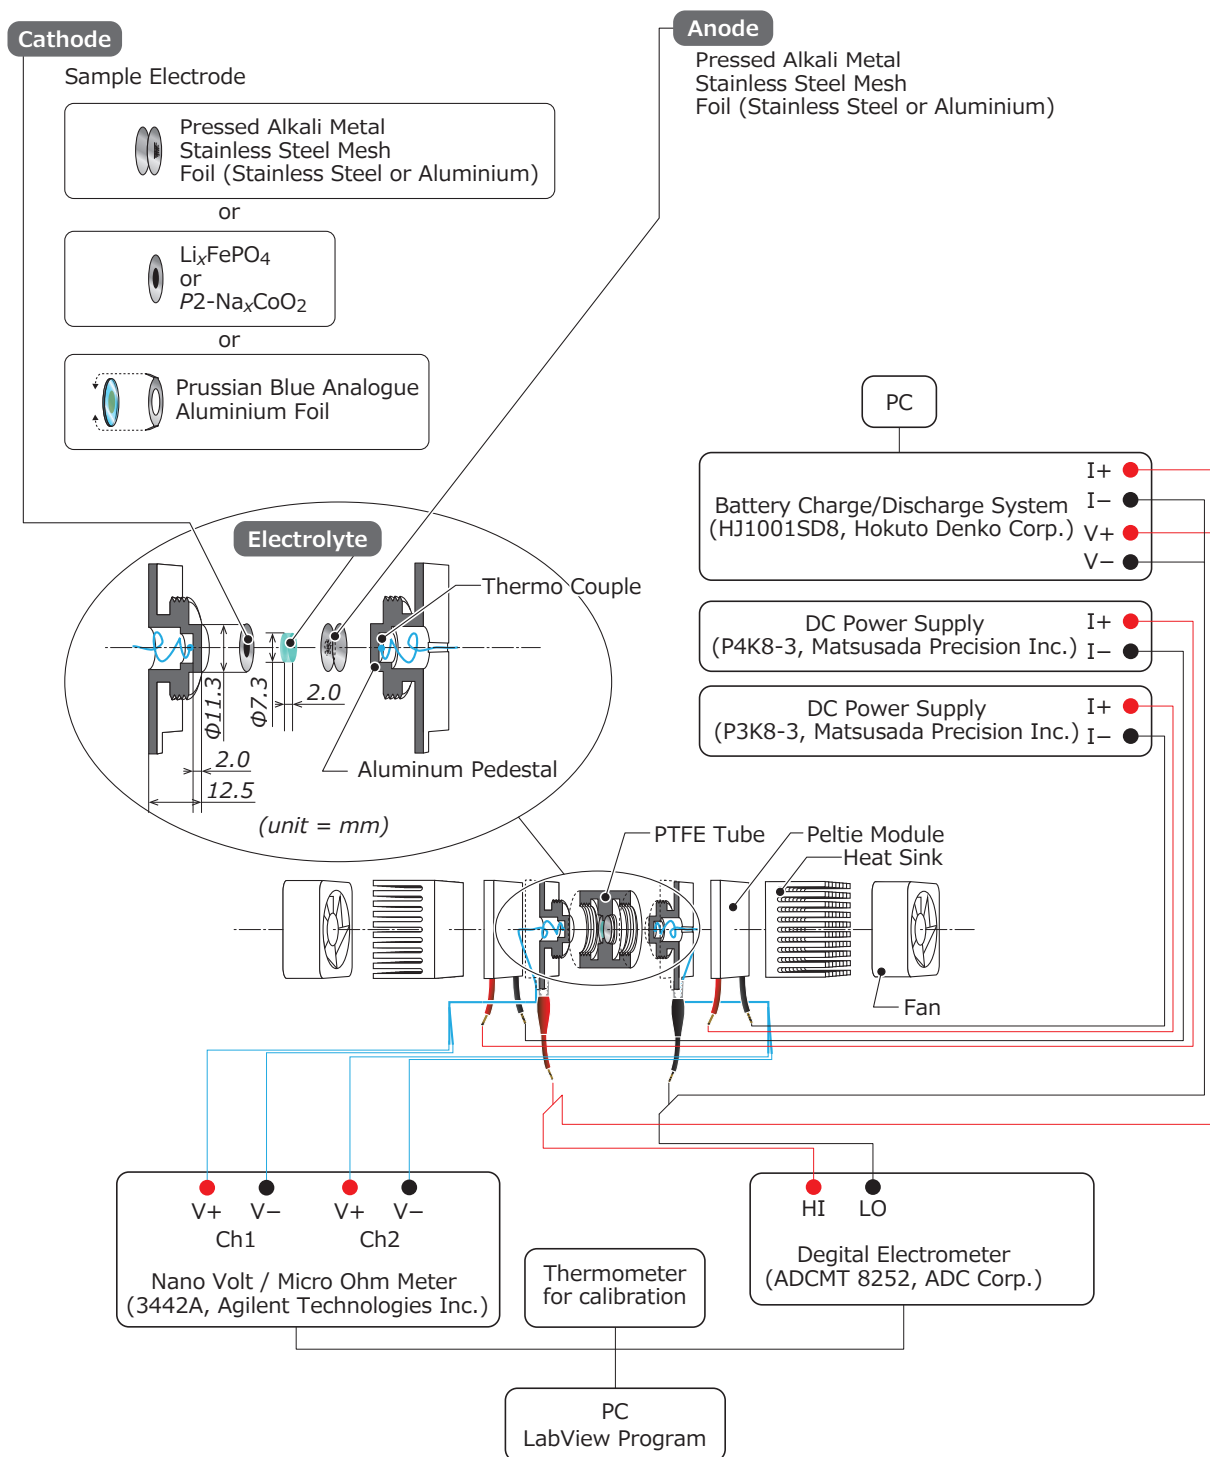 Cathode
Sample Electrode
Pressed Alkali Metal
Stainless Steel Mesh
Foil (Stainless Steel or Aluminium)
or
LixFePO4
or
P2-NaxCoO2
or
Prussian Blue Analogue
Aluminium Foil
Anode
Pressed Alkali Metal
Stainless Steel Mesh
Foil (Stainless Steel or Aluminium)
PC
Battery Charge/Discharge System
(HJ1001SD8, Hokuto Denko Corp.)
I+
I−
V+
V−
DC Power Supply
(P4K8-3, Matsusada Precision Inc.)
I+
I−
DC Power Supply
(P3K8-3, Matsusada Precision Inc.)
I+
I−
Electrolyte
Thermo Couple
Φ11.3
Φ7.3
2.0
2.0
12.5
Aluminum Pedestal
(unit = mm)
PTFE Tube
Peltie Module
Heat Sink
Fan
V+
V−
V+
V−
Ch1
Ch2
Nano Volt / Micro Ohm Meter
(3442A, Agilent Technologies Inc.)
Thermometer
for calibration
HI
LO
Degital Electrometer
(ADCMT 8252, ADC Corp.)
PC
LabView Program